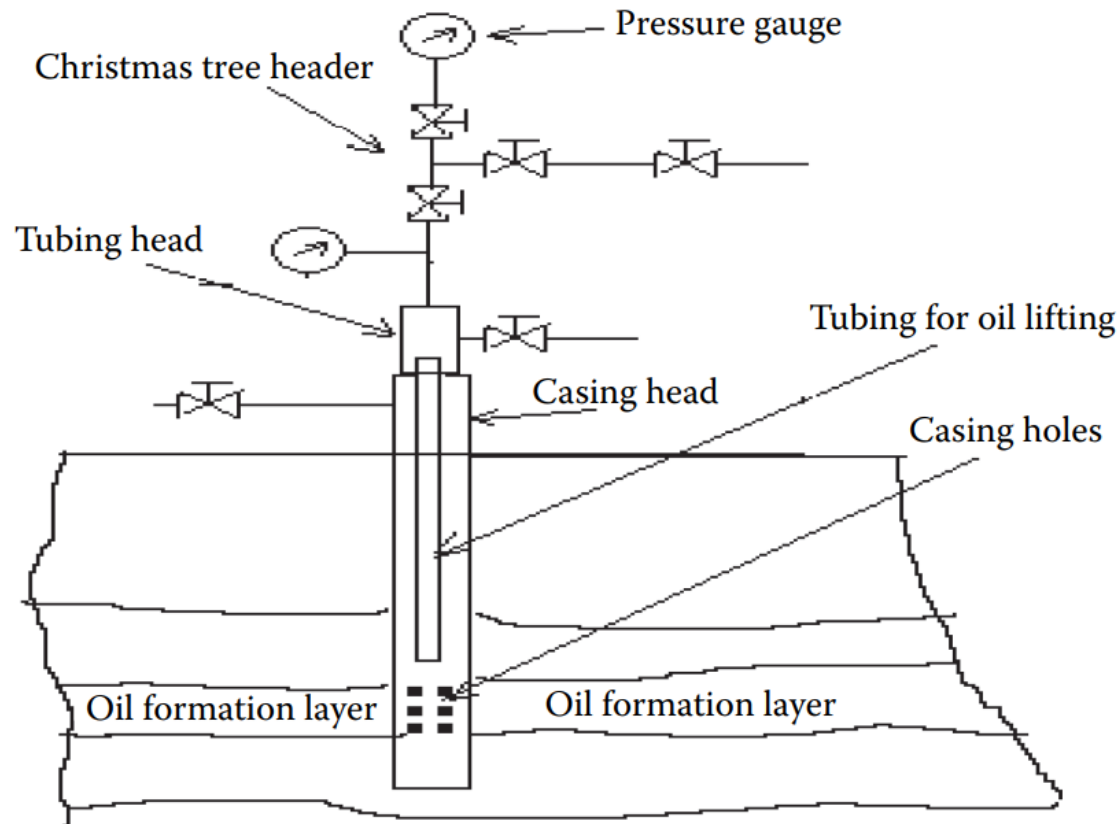 Pressure gauge
Christmas tree header
Tubing head
Tubing for oil lifting
Casing head
Casing holes
Oil formation layer
Oil formation layer